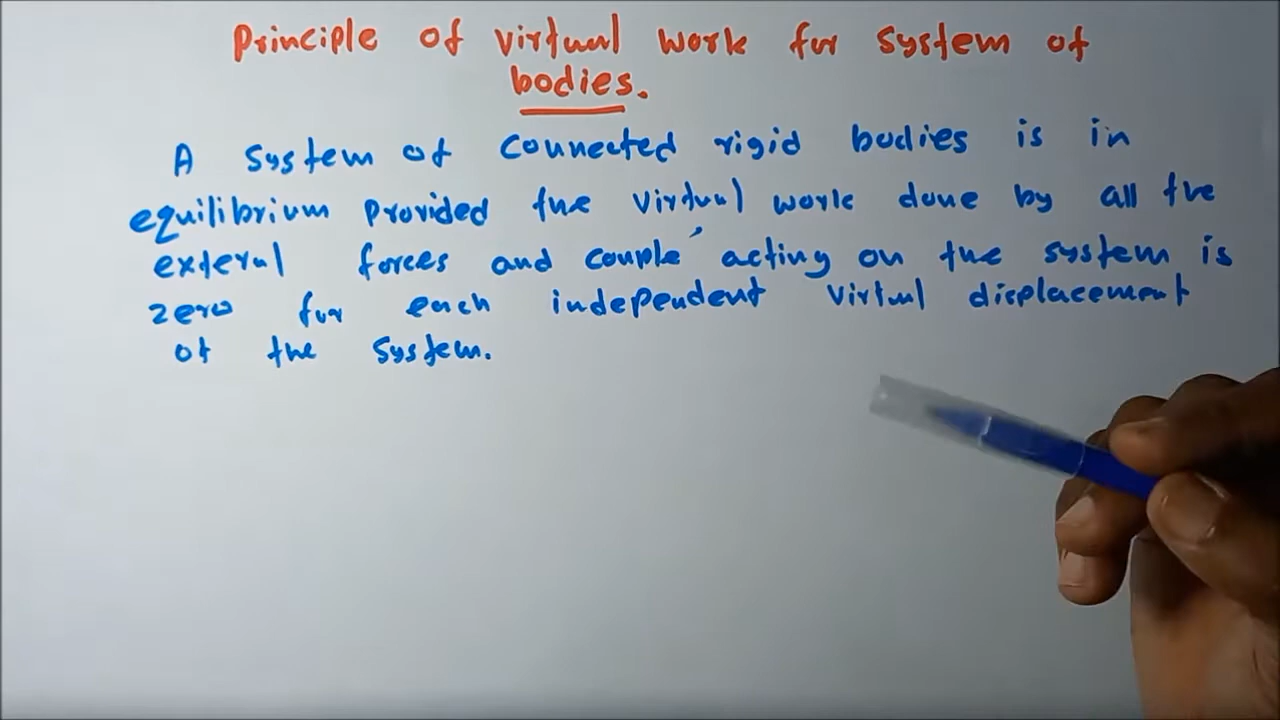 Principle of virtual work for system of
bodies.
A system of connected rigid bodies is in
equilibrium provided the virtual work done by all the
exteral forces and couple acting on the system is
zero for each independent virtual displacement
of the system.